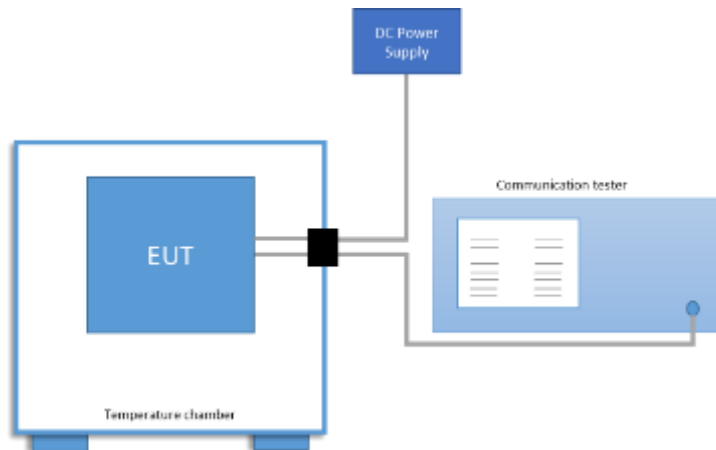 DC Power
Supply
Communication tester
EUT
Temperature chamber